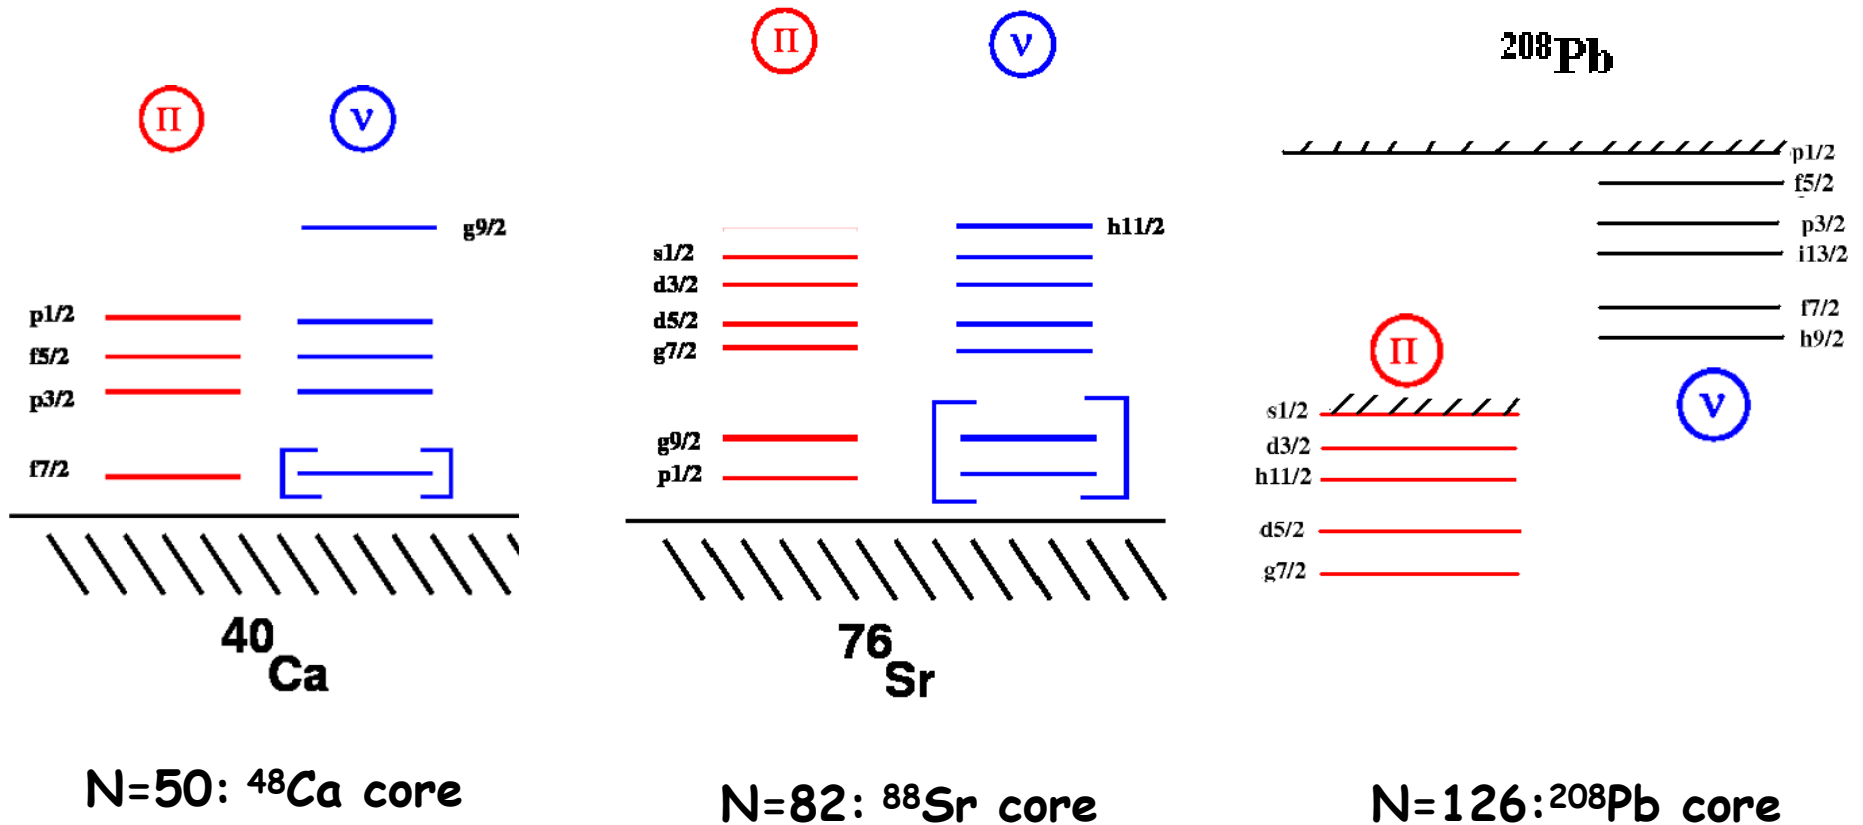 Π
ν
g9/2
p1/2
f5/2
p3/2
f7/2
40
Ca
N=50: 48Ca core
Π
ν
h11/2
s1/2
d3/2
d5/2
g7/2
g9/2
p1/2
76
Sr
N=82: 88Sr core
208Pb
p1/2
f5/2
p3/2
i13/2
f7/2
h9/2
Π
ν
s1/2
d3/2
h11/2
d5/2
g7/2
N=126:208Pb core